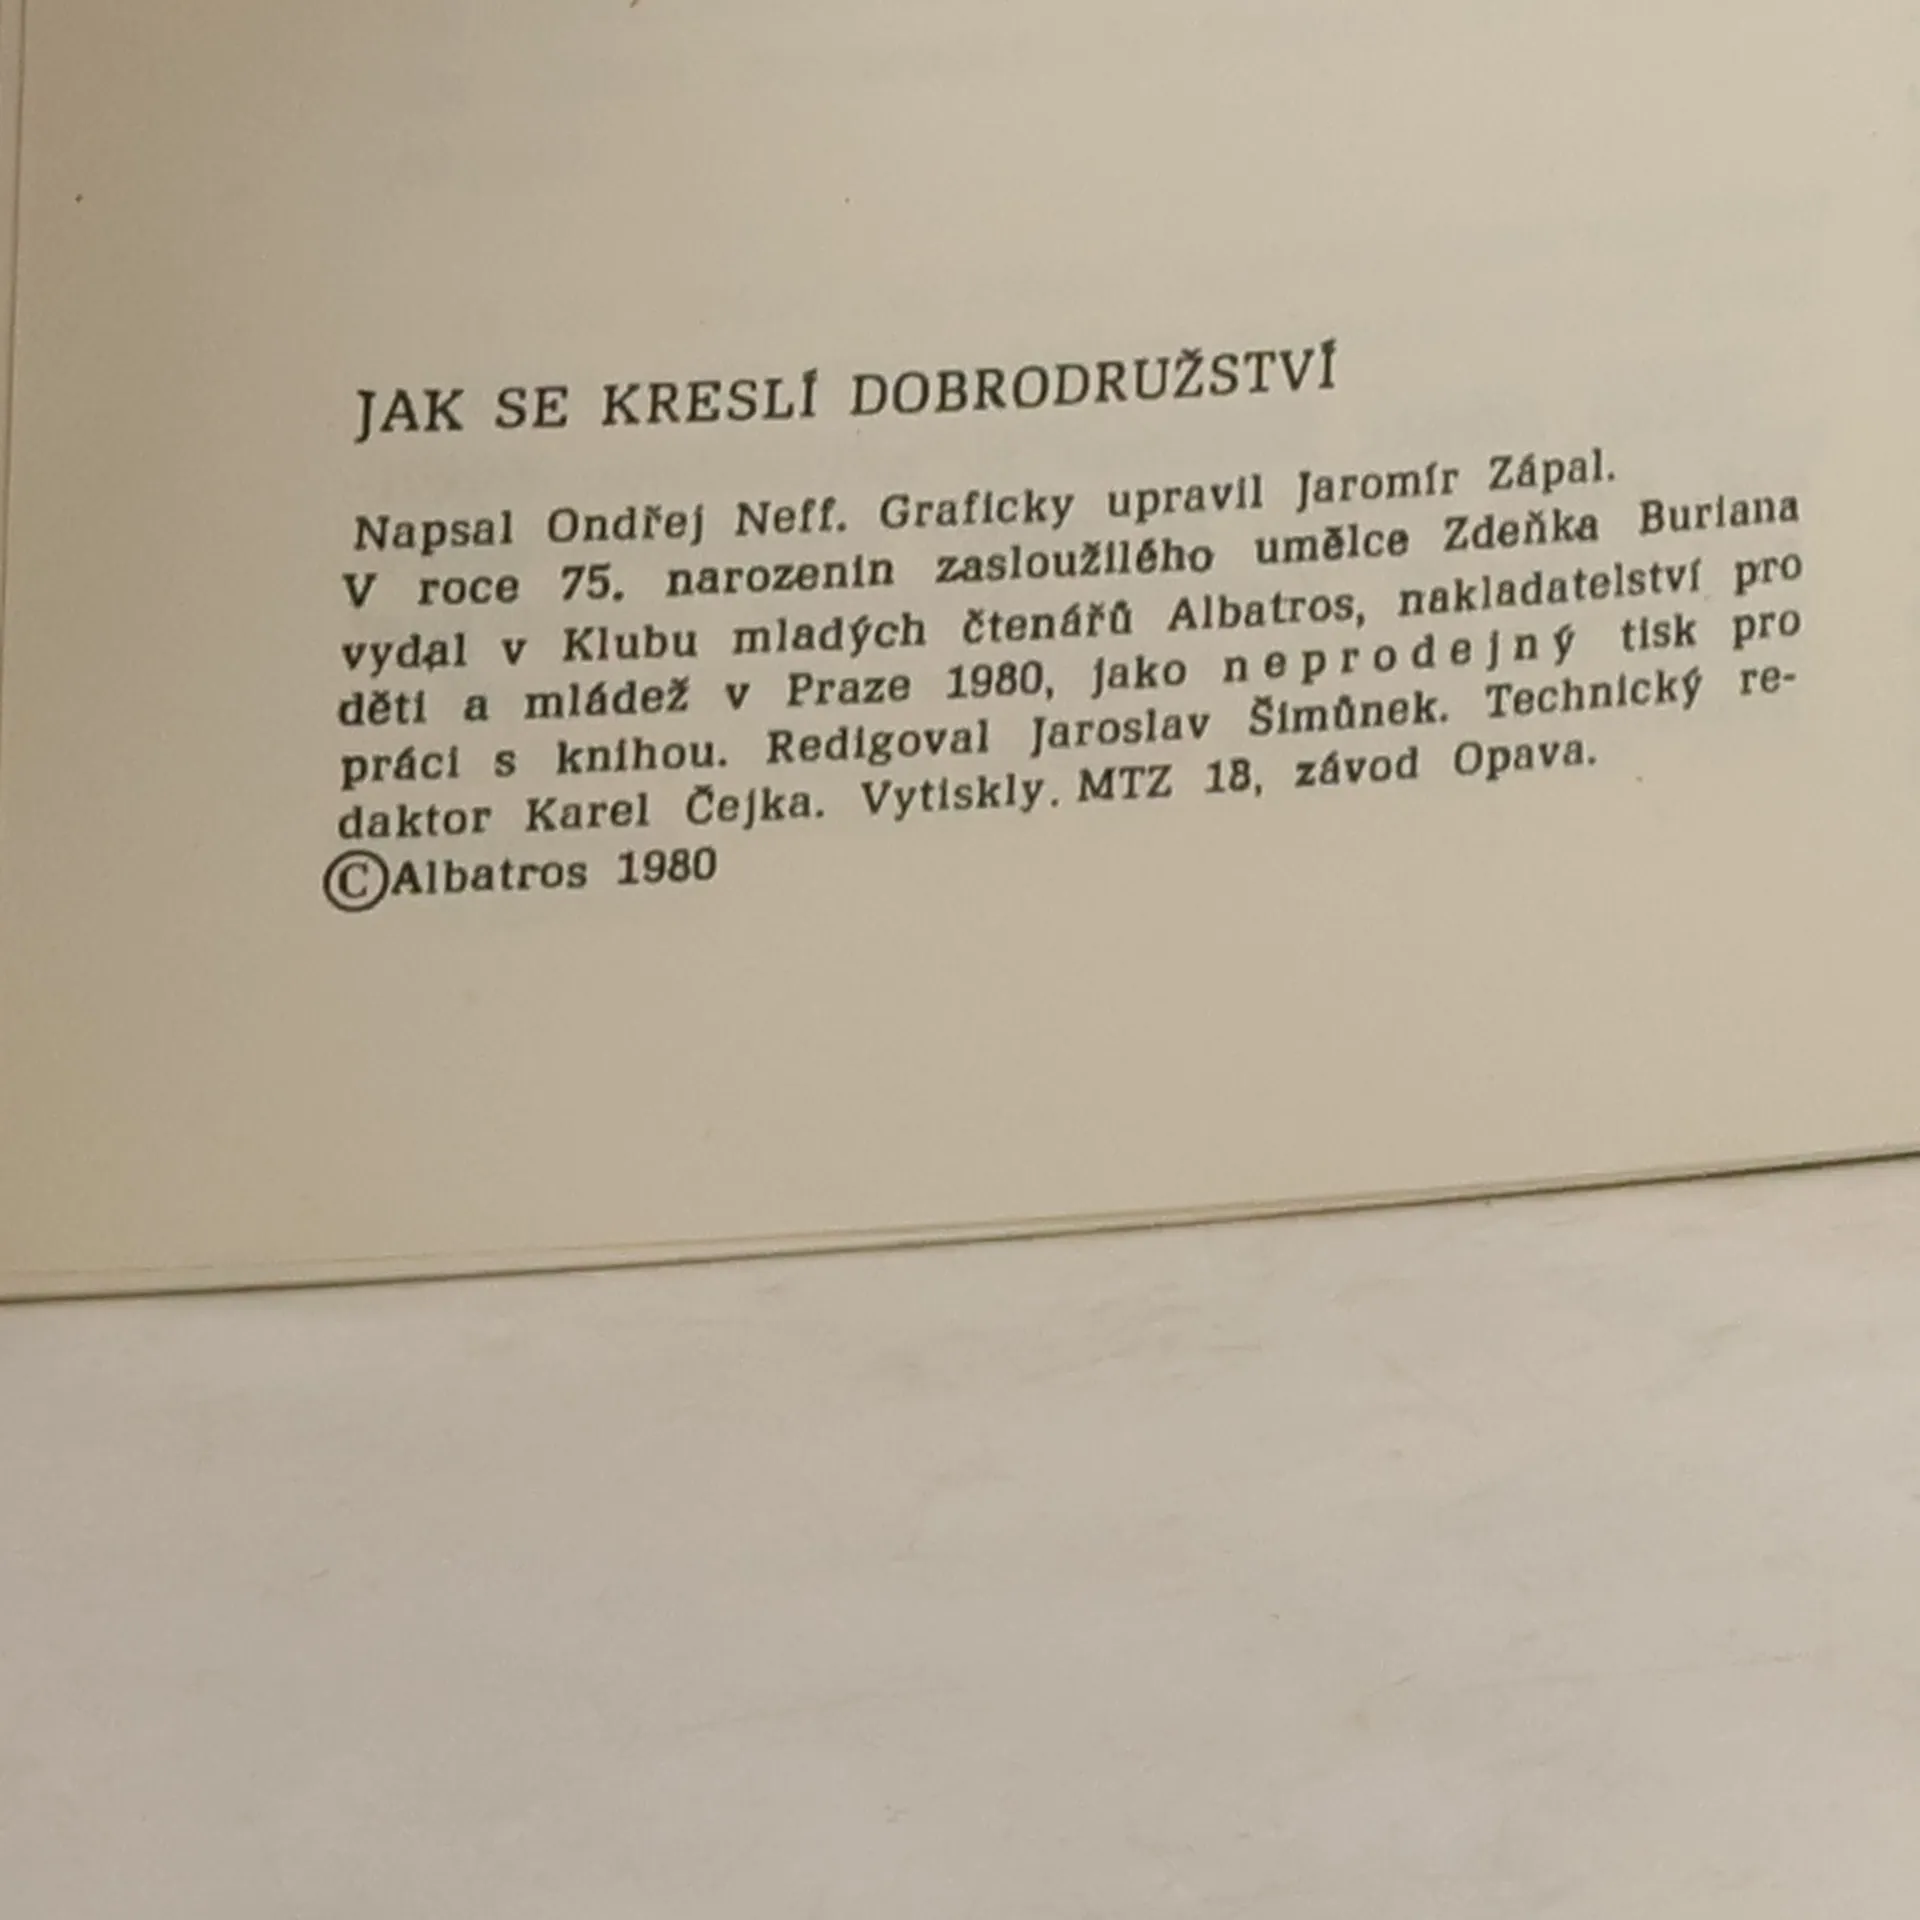 JAK SE KRESLÍ DOBRODRUŽSTVÍ
Napsal Ondřej Neff. Graficky upravil Jaromír Zápal.
V roce 75. narozenin zasloužilého umělce Zdeňka Buriana
vydal v Klubu mladých čtenářů Albatros, nakladatelství pro
děti a mládež v Praze 1980, jako neprodejný tisk pro
práci s knihou. Redigoval Jaroslav Šimůnek. Technický re-
daktor Karel Čejka. Vytiskly. MTZ 18, závod Opava.
©Albatros 1980